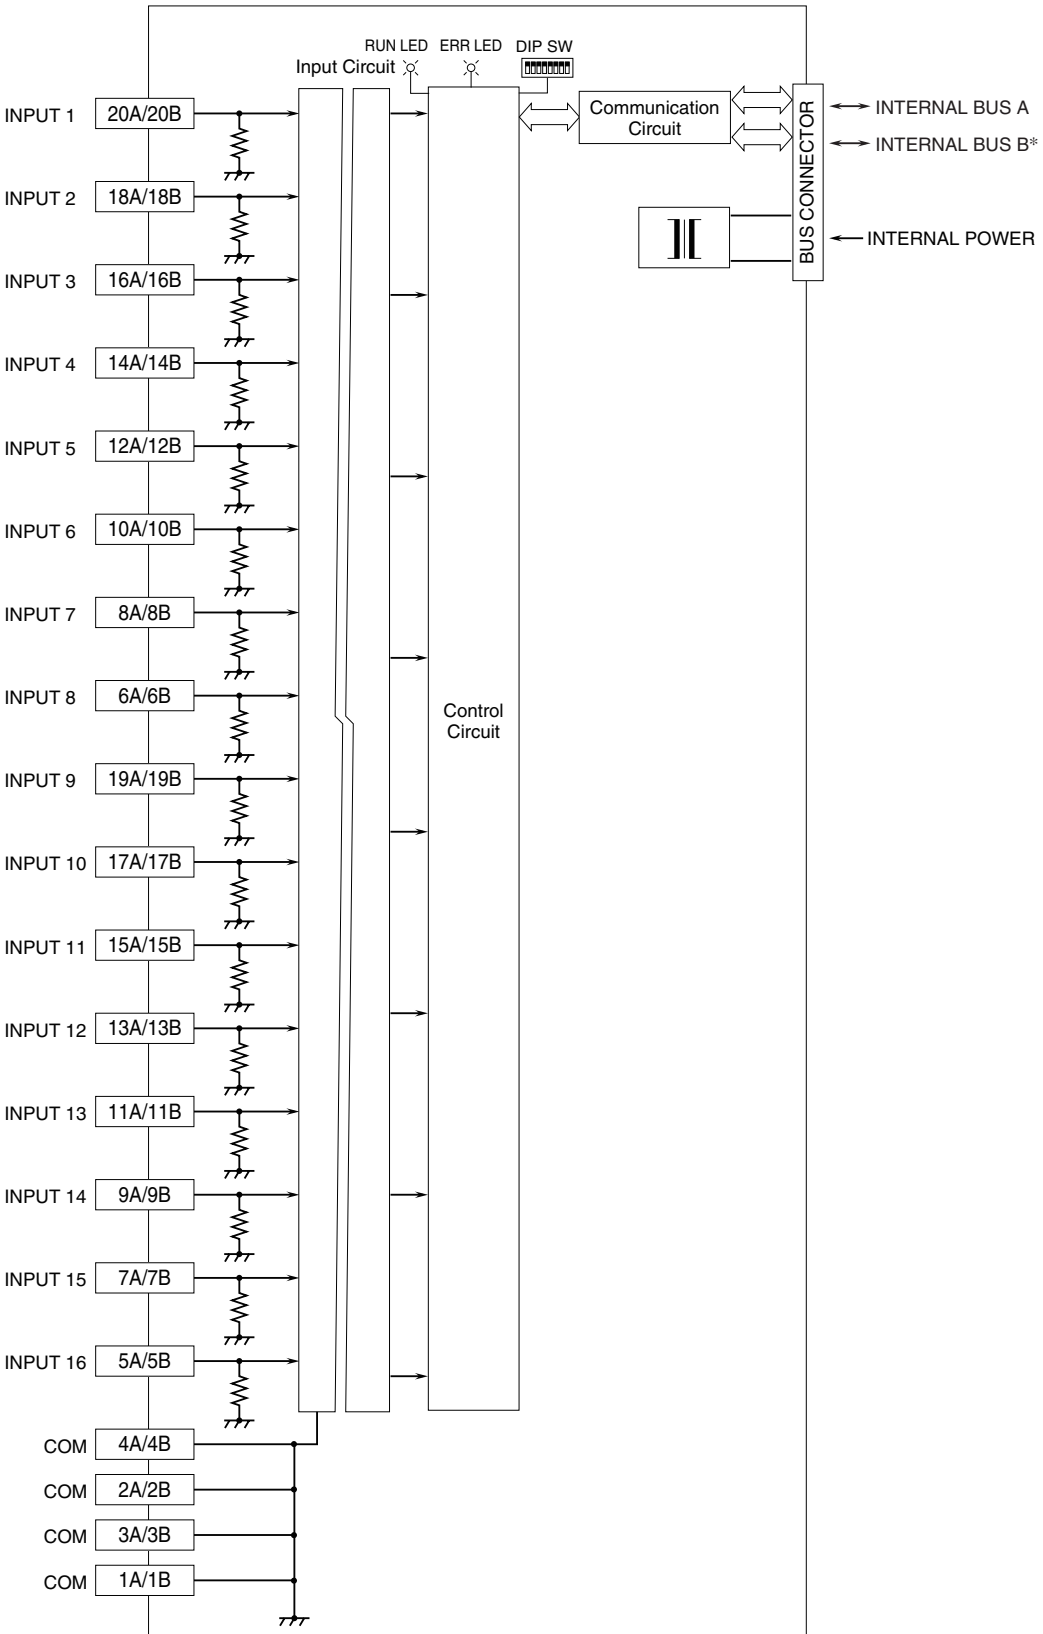 RUN LED ERR LED DIP SW
Input Circuit
INPUT 1 20A/20B
Communication
Circuit
BUS CONNECTOR
INTERNAL BUS A
INTERNAL BUS B*
INTERNAL POWER
INPUT 2 18A/18B
INPUT 3 16A/16B
INPUT 4 14A/14B
INPUT 5 12A/12B
INPUT 6 10A/10B
INPUT 7 8A/8B
INPUT 8 6A/6B
Control
Circuit
INPUT 9 19A/19B
INPUT 10 17A/17B
INPUT 11 15A/15B
INPUT 12 13A/13B
INPUT 13 11A/11B
INPUT 14 9A/9B
INPUT 15 7A/7B
INPUT 16 5A/5B
COM 4A/4B
COM 2A/2B
COM 3A/3B
COM 1A/1B